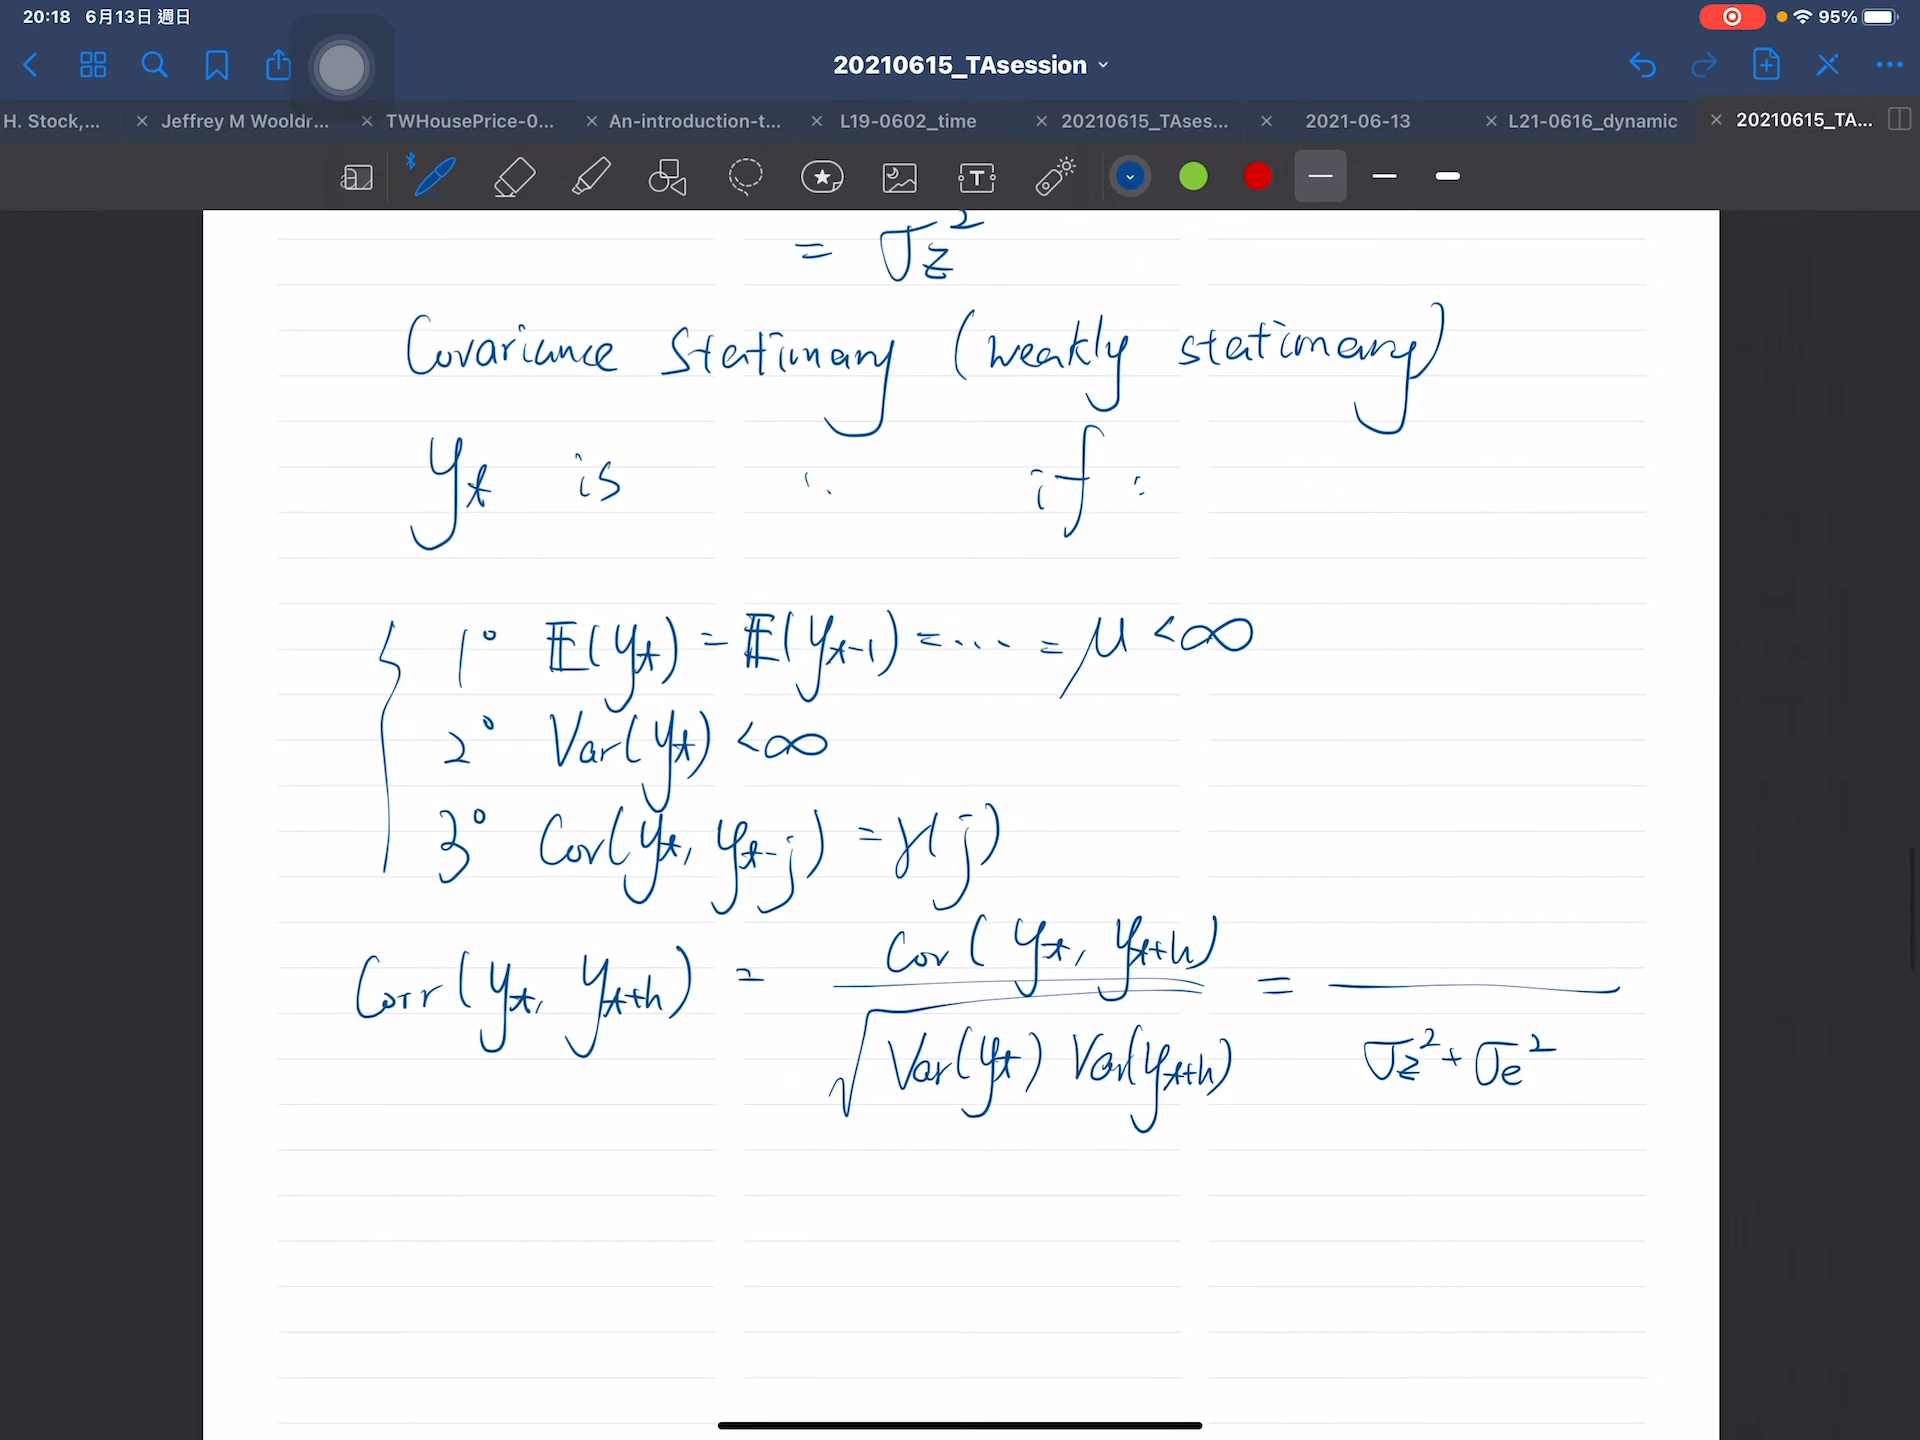 20:18 6月13日 週日
95%
20210615_TAsession
H. Stock,... Jeffrey M Wooldr... TWHousePrice-0... An-introduction-t... L19-0602_time 20210615_TAses... 2021-06-13 L21-0616_dynamic 20210615_TA...
= σz²
Covariance Stationary (weakly stationary)
yt is " if :
1° 𝔼(yt) = 𝔼(yt-1) = ... = μ < ∞
2° Var(yt) < ∞
3° Cov(yt, yt-j) = γ(j)
Corr(yt, yt+h) = Cov(yt, yt+h) / √Var(yt) Var(yt+h) = / σz² + σe²